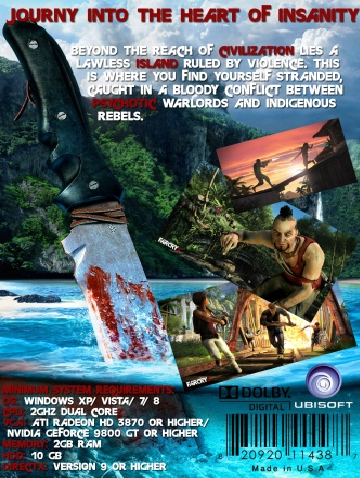 JOURNY INTO THE HEART OF INSANITY
BEYOND THE REACH OF CIVILIZATION LIES A
LAWLESS ISLAND RULED BY VIOLENCE. THIS
IS WHERE YOU FIND YOURSELF STRANDED,
CAUGHT IN A BLOODY CONFLICT BETWEEN
PSYCHOTIC WARLORDS AND INDIGENOUS
REBELS.
FARCRY
FARCRY
MINIMUM SYSTEM REQUIREMENTS
OS: WINDOWS XP/ VISTA/ 7/ 8
CPU: 2GHZ DUAL CORE
VGA: ATI RADEON HD 3870 OR HIGHER/
NVIDIA GEFORCE 9800 GT OR HIGHER
MEMORY: 2GB RAM
HDD: 10 GB
DIRECTX: VERSION 9 OR HIGHER
DOLBY
DIGITAL
UBISOFT
8 20920 11438 7
Made in U.S.A